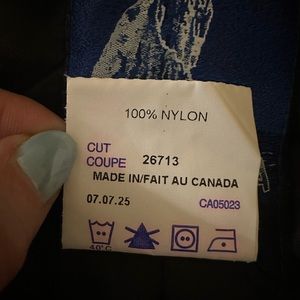 100% NYLON
CUT
COUPE 26713
MADE IN/FAIT AU CANADA
07.07.25 CA05023
40°C